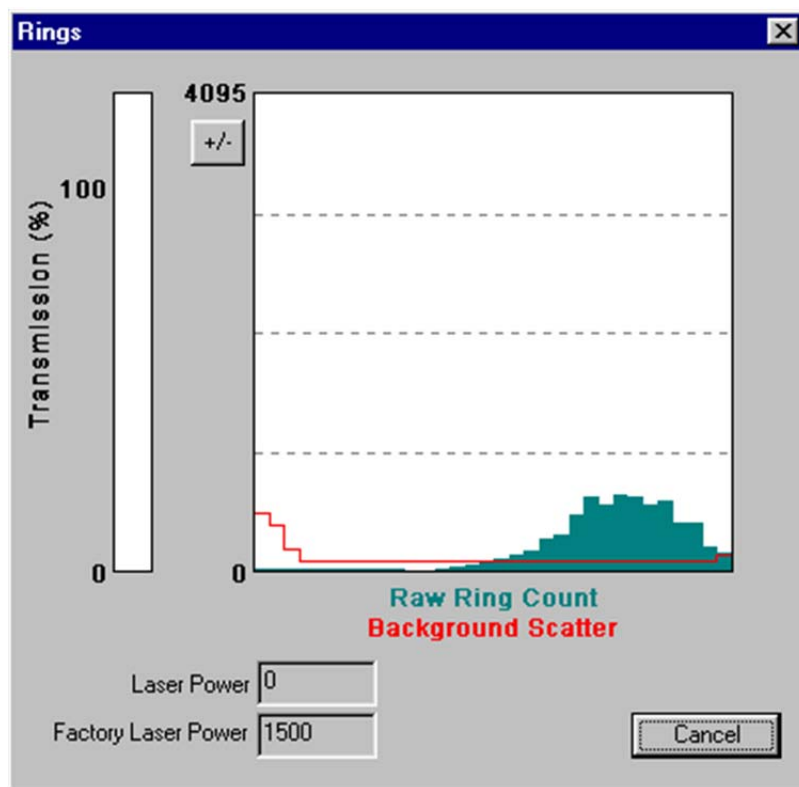 Rings
4095
+/-
100
Transmission (%)
0
0
Raw Ring Count
Background Scatter
Laser Power 0
Factory Laser Power 1500
Cancel